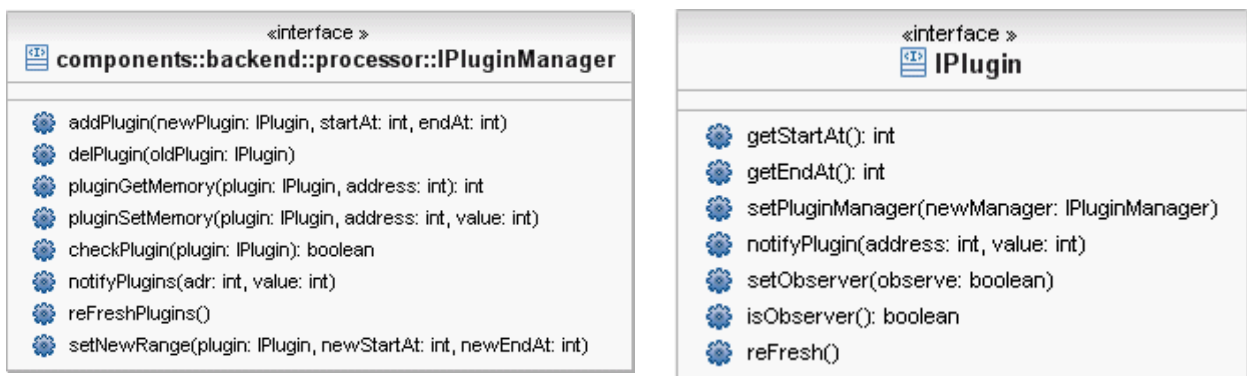 «interface »
components::backend::processor::IPluginManager
addPlugin(newPlugin: IPlugin, startAt: int, endAt: int)
delPlugin(oldPlugin: IPlugin)
pluginGetMemory(plugin: IPlugin, address: int): int
pluginSetMemory(plugin: IPlugin, address: int, value: int)
checkPlugin(plugin: IPlugin): boolean
notifyPlugins(adr: int, value: int)
reFreshPlugins()
setNewRange(plugin: IPlugin, newStartAt: int, newEndAt: int)
«interface »
IPlugin
getStartAt(): int
getEndAt(): int
setPluginManager(newManager: IPluginManager)
notifyPlugin(address: int, value: int)
setObserver(observe: boolean)
isObserver(): boolean
reFresh()